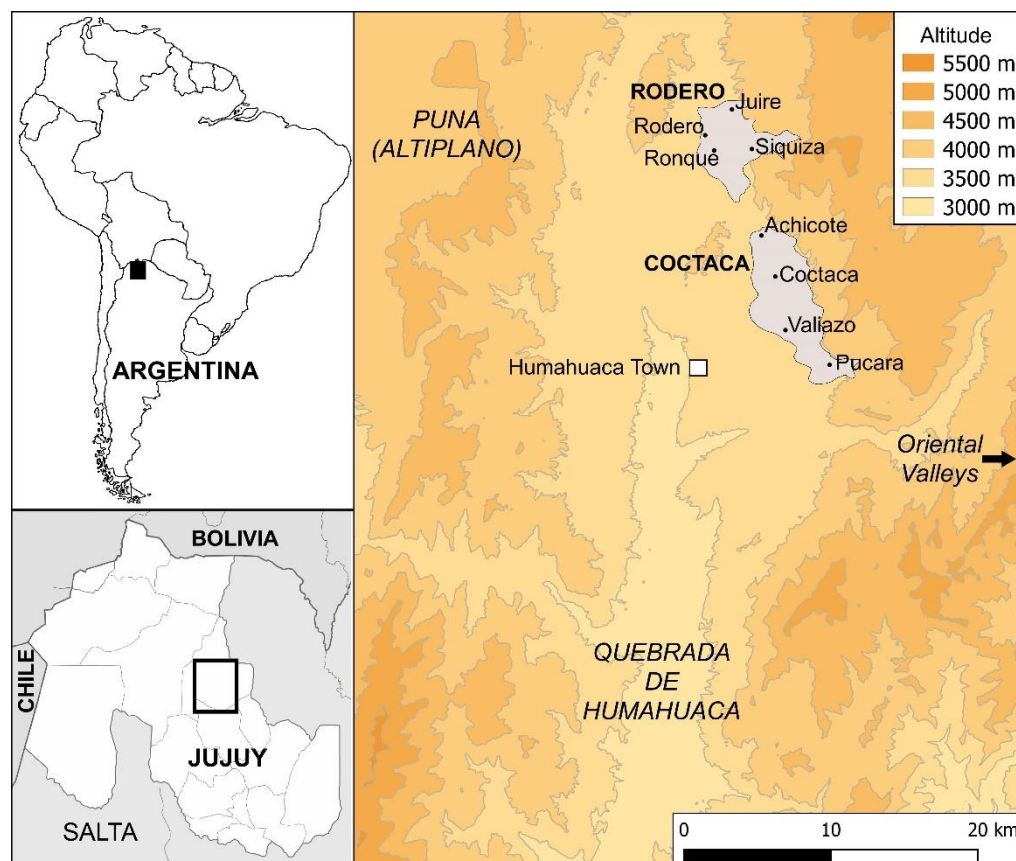 ARGENTINA
BOLIVIA
CHILE
JUJUY
SALTA
PUNA
(ALTIPLANO)
RODERO
Juire
Rodero
Siquiza
Ronque
Achicote
COCTACA
Coctaca
Valiazo
Humahuaca Town
Pucara
Oriental
Valleys
QUEBRADA
DE
HUMAHUACA
Altitude
5500 m
5000 m
4500 m
4000 m
3500 m
3000 m
0 10 20 km